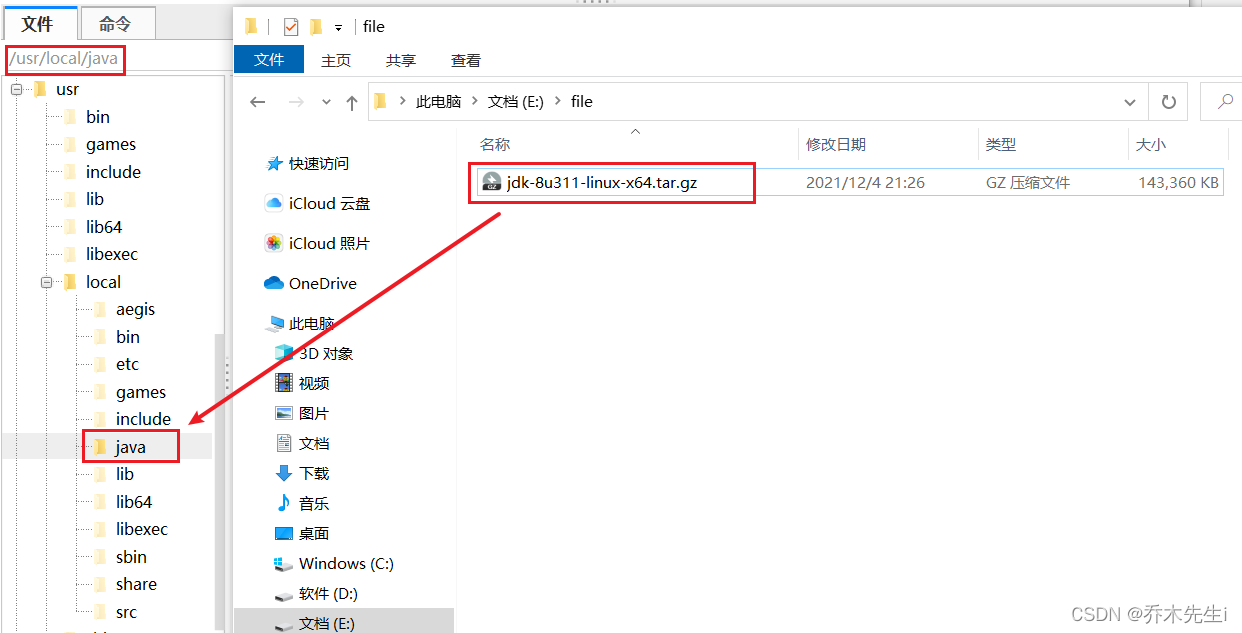 文件 命令
/usr/local/java
usr
bin
games
include
lib
lib64
libexec
local
aegis
bin
etc
games
include
java
lib
lib64
libexec
sbin
share
src
file
文件 主页 共享 查看
此电脑 文档 (E:) file
名称 修改日期 类型 大小
jdk-8u311-linux-x64.tar.gz 2021/12/4 21:26 GZ 压缩文件 143,360 KB
快速访问
iCloud 云盘
iCloud 照片
OneDrive
此电脑
3D 对象
视频
图片
文档
下载
音乐
桌面
Windows (C:)
软件 (D:)
文档 (E:)
CSDN @乔木先生i